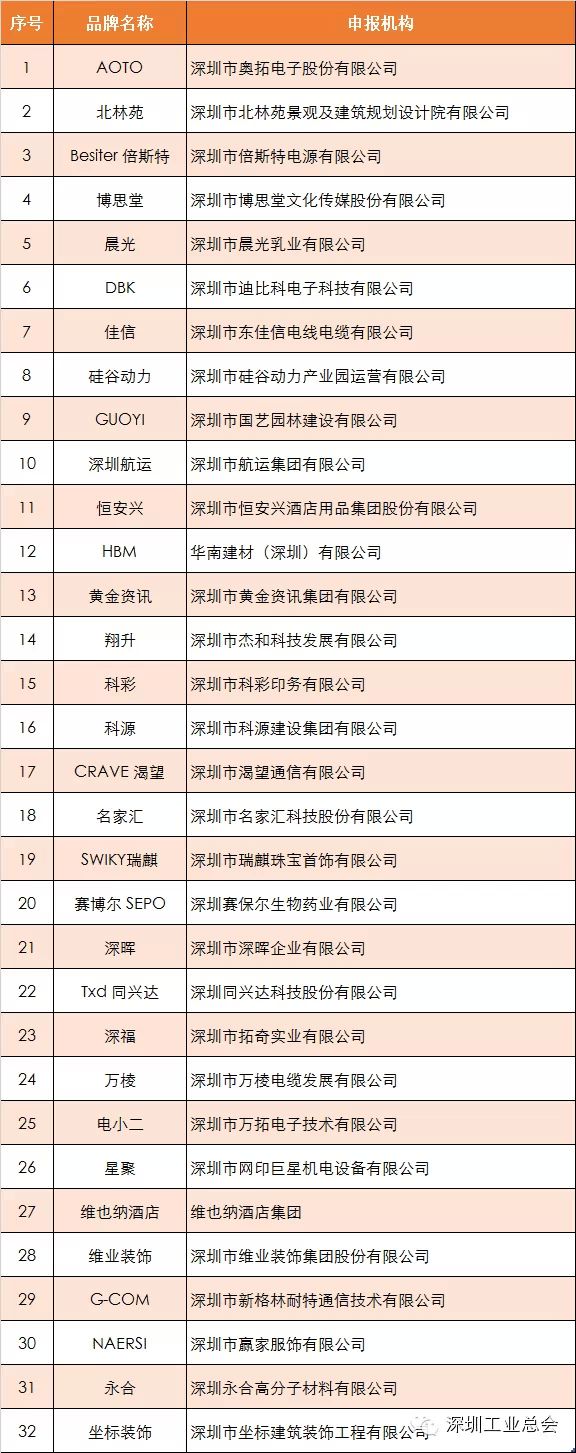 序号 品牌名称 申报机构
1 AOTO 深圳市奥拓电子股份有限公司
2 北林苑 深圳市北林苑景观及建筑规划设计院有限公司
3 Besiter 倍斯特 深圳市倍斯特电源有限公司
4 博思堂 深圳市博思堂文化传媒股份有限公司
5 晨光 深圳市晨光乳业有限公司
6 DBK 深圳市迪比科电子科技有限公司
7 佳信 深圳市东佳信电线电缆有限公司
8 硅谷动力 深圳市硅谷动力产业园运营有限公司
9 GUOYI 深圳市国艺园林建设有限公司
10 深圳航运 深圳市航运集团有限公司
11 恒安兴 深圳市恒安兴酒店用品集团股份有限公司
12 HBM 华南建材（深圳）有限公司
13 黄金资讯 深圳市黄金资讯集团有限公司
14 翔升 深圳市杰和科技发展有限公司
15 科彩 深圳市科彩印务有限公司
16 科源 深圳市科源建设集团有限公司
17 CRAVE 渴望 深圳市渴望通信有限公司
18 名家汇 深圳市名家汇科技股份有限公司
19 SWIKY瑞麒 深圳市瑞麒珠宝首饰有限公司
20 赛博尔 SEPO 深圳赛保尔生物药业有限公司
21 深晖 深圳市深晖企业有限公司
22 Txd 同兴达 深圳同兴达科技股份有限公司
23 深福 深圳市拓奇实业有限公司
24 万棱 深圳市万棱电缆发展有限公司
25 电小二 深圳市万拓电子技术有限公司
26 星聚 深圳市网印巨星机电设备有限公司
27 维也纳酒店 维也纳酒店集团
28 维业装饰 深圳市维业装饰集团股份有限公司
29 G-COM 深圳市新格林耐特通信技术有限公司
30 NAERSI 深圳市赢家服饰有限公司
31 永合 深圳永合高分子材料有限公司
32 坐标装饰 深圳市坐标建筑装饰工程有限公司
深圳工业总会